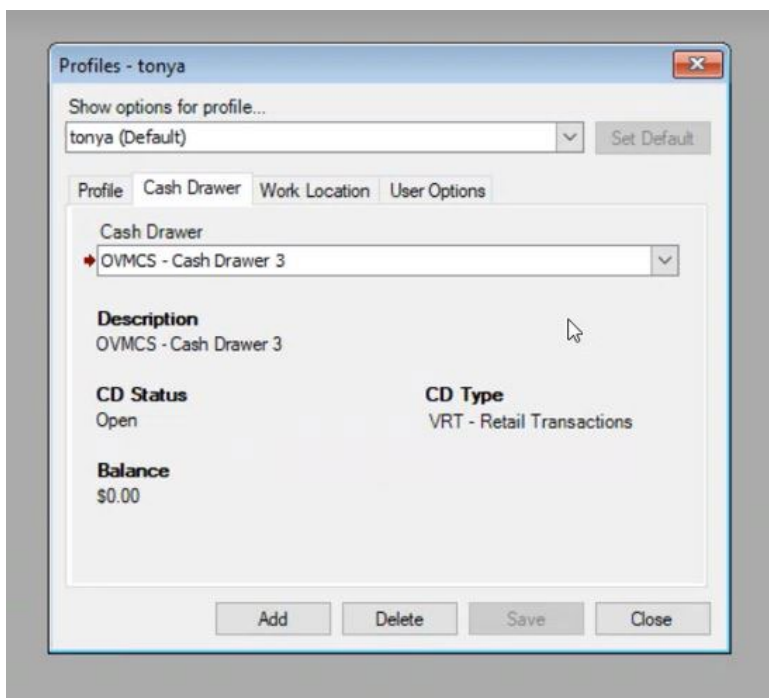 Profiles - tonya
Show options for profile...
tonya (Default)
Set Default
Profile Cash Drawer Work Location User Options
Cash Drawer
OVMCS - Cash Drawer 3
Description
OVMCS - Cash Drawer 3
CD Status CD Type
Open VRT - Retail Transactions
Balance
$0.00
Add Delete Save Close